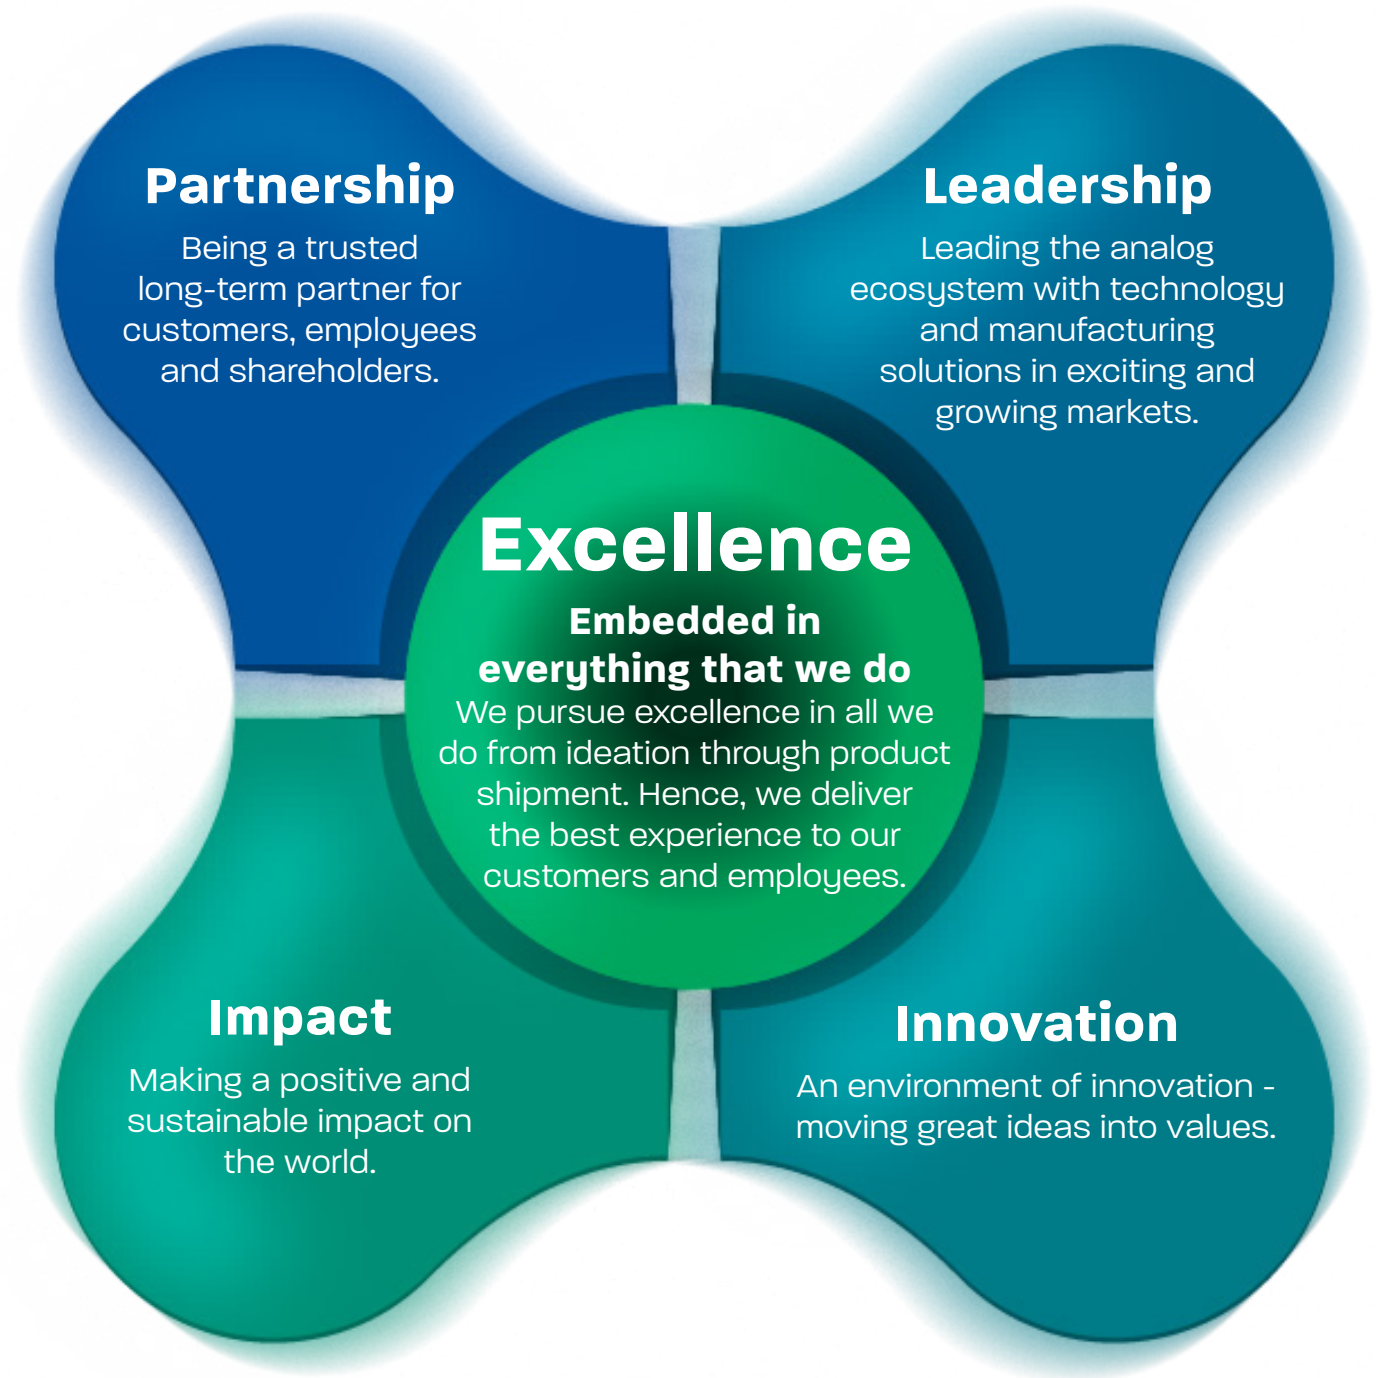 Partnership
Being a trusted
long-term partner for
customers, employees
and shareholders.
Leadership
Leading the analog
ecosystem with technology
and manufacturing
solutions in exciting and
growing markets.
Excellence
Embedded in
everything that we do
We pursue excellence in all we
do from ideation through product
shipment. Hence, we deliver
the best experience to our
customers and employees.
Impact
Making a positive and
sustainable impact on
the world.
Innovation
An environment of innovation -
moving great ideas into values.